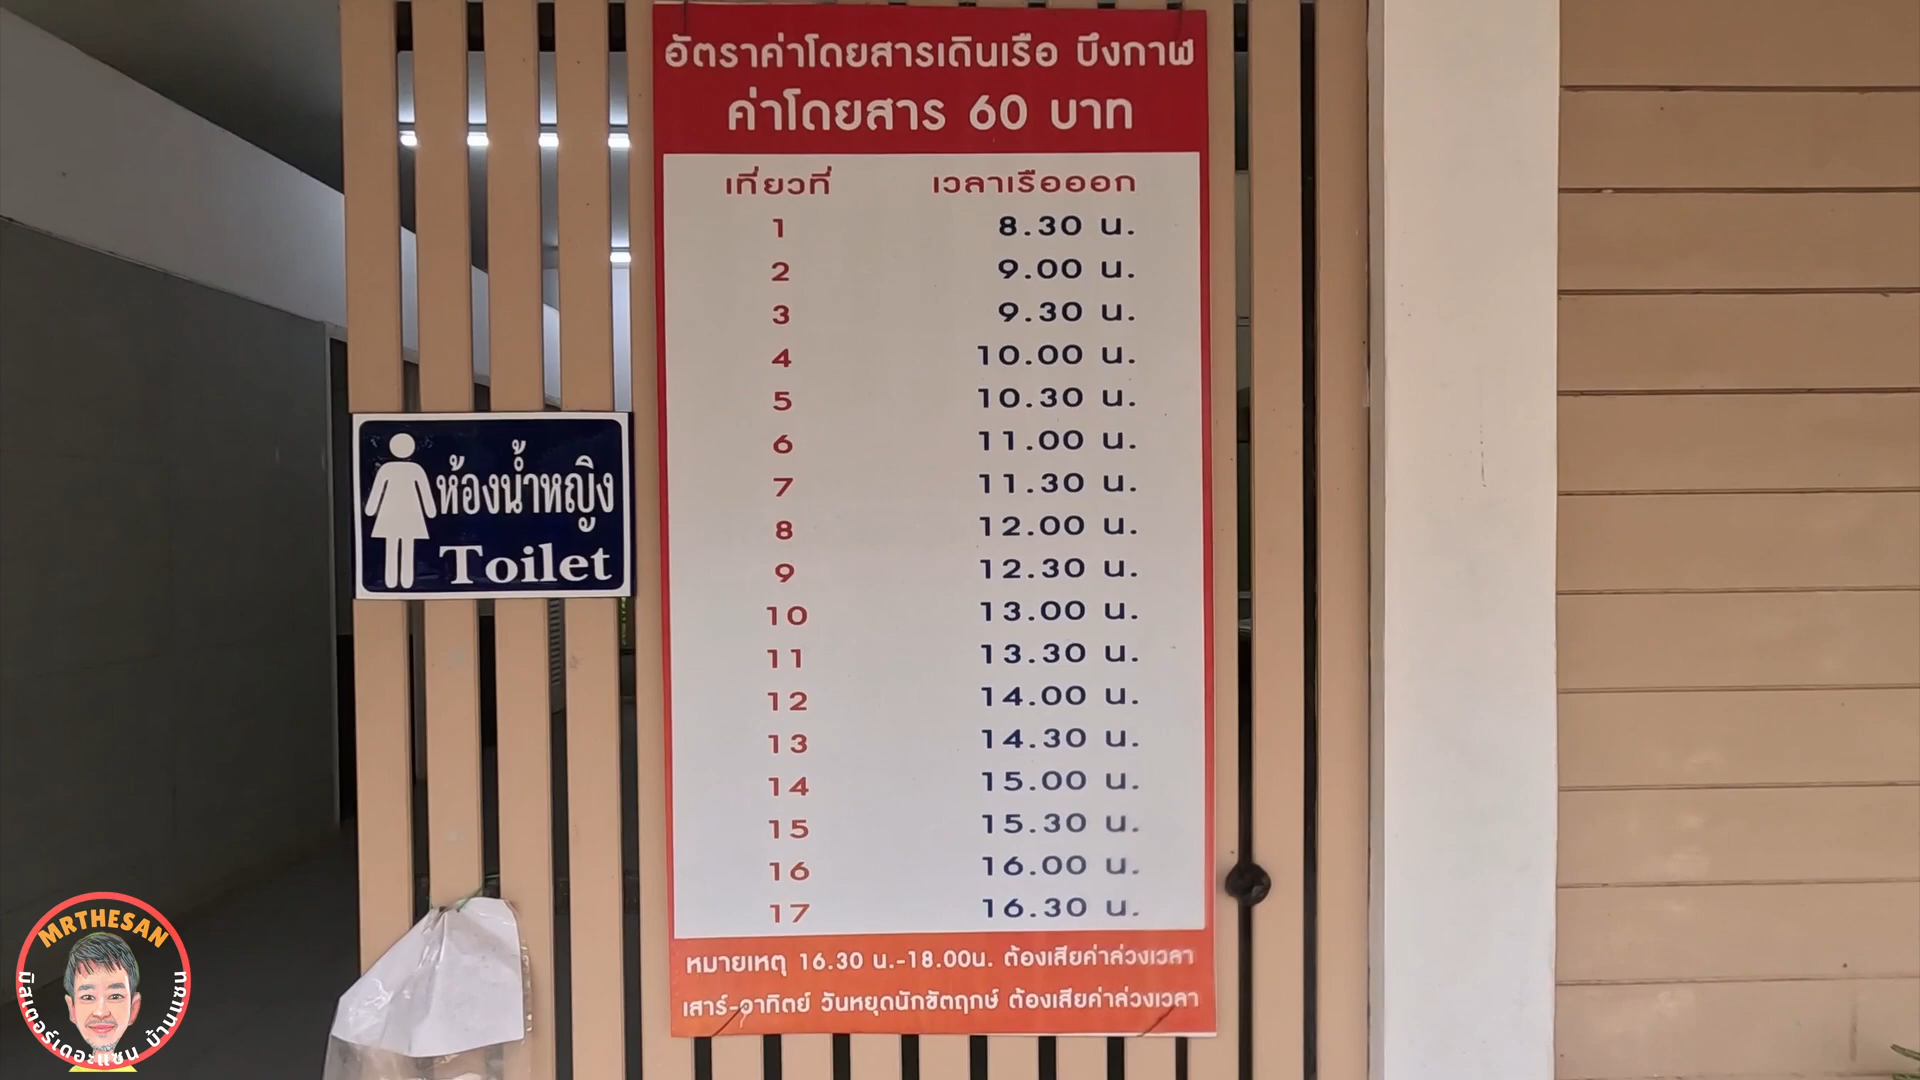 อัตราค่าโดยสารเดินเรือ บึงกาฬ
ค่าโดยสาร 60 บาท
เที่ยวที่ เวลาเรือออก
1 8.30 น.
2 9.00 น.
3 9.30 น.
4 10.00 น.
5 10.30 น.
6 11.00 น.
7 11.30 น.
8 12.00 น.
9 12.30 น.
10 13.00 น.
11 13.30 น.
12 14.00 น.
13 14.30 น.
14 15.00 น.
15 15.30 น.
16 16.00 น.
17 16.30 น.
หมายเหตุ 16.30 น.-18.00น. ต้องเสียค่าล่วงเวลา
เสาร์-อาทิตย์ วันหยุดนักขัตฤกษ์ ต้องเสียค่าล่วงเวลา
ห้องน้ำหญิง
Toilet
MRTHESAN
มิสเตอร์เดอะแซน บ้านแซนท